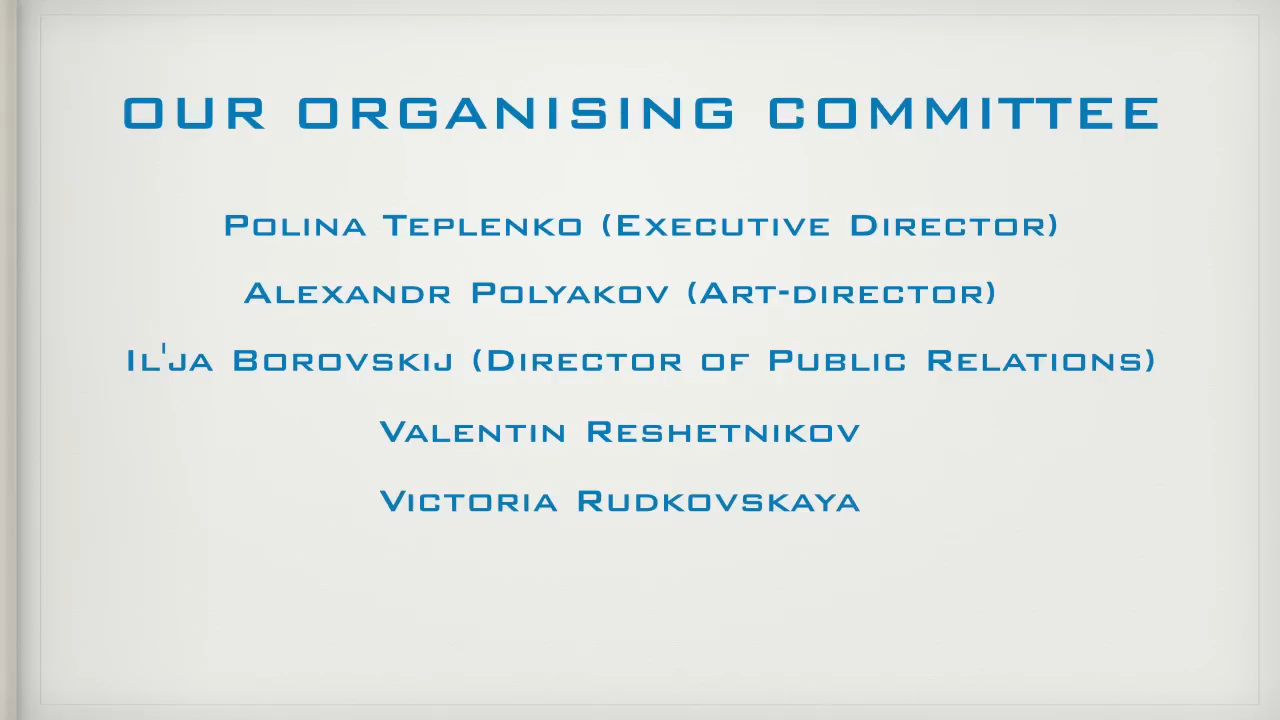 OUR ORGANISING COMMITTEE
Polina Teplenko (Executive Director)
Alexandr Polyakov (Art-director)
Il'ja Borovskij (Director of Public Relations)
Valentin Reshetnikov
Victoria Rudkovskaya